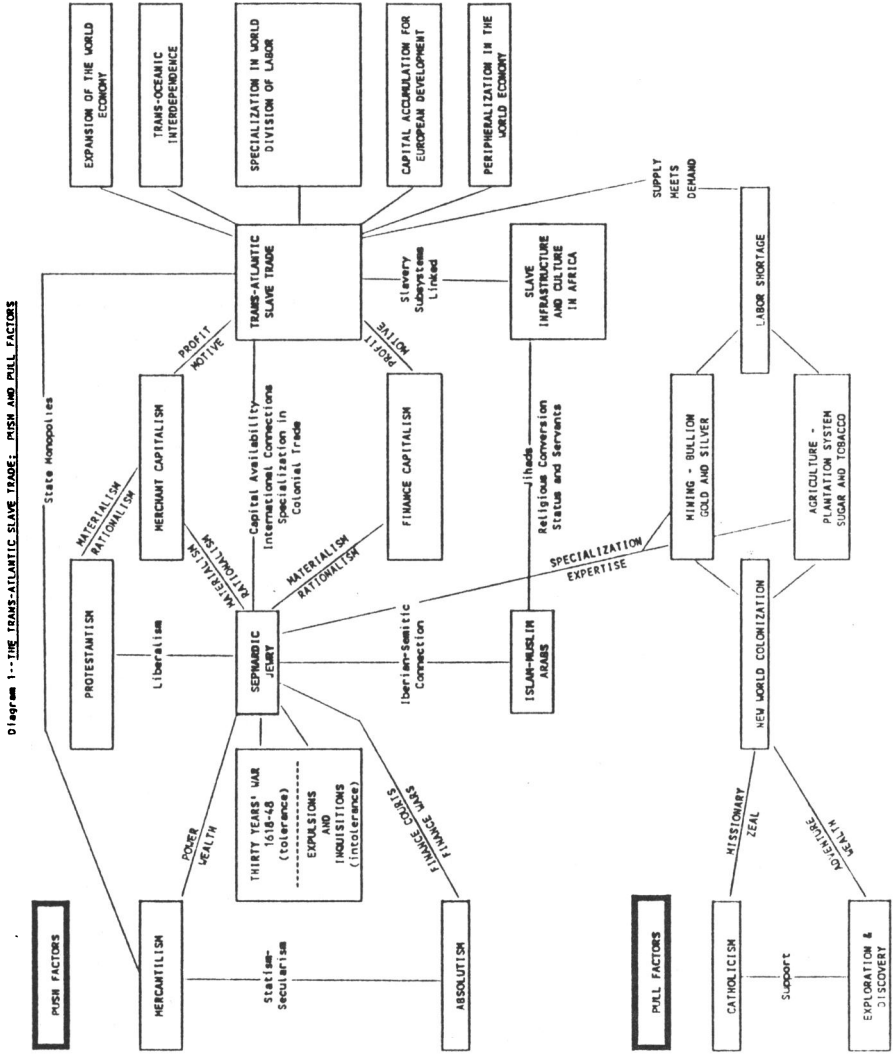 Diagram 1--THE TRANS-ATLANTIC SLAVE TRADE: PUSH AND PULL FACTORS
PUSH FACTORS
MERCANTILISM
Statism-
Secularism
ABSOLUTISM
State Monopolies
POWER
WEALTH
THIRTY YEARS' WAR
1618-48
(tolerance)
EXPULSIONS
AND
INQUISITIONS
(intolerance)
FINANCE COURTS
FINANCE WARS
PROTESTANTISM
Liberalism
SEPHARDIC
JEWRY
Iberian-Semitic
Connection
ISLAM-MUSLIM
ARABS
MATERIALISM
RATIONALISM
MATERIALISM
RATIONALISM
Capital Availability
International Connections
Specialization in
Colonial Trade
MATERIALISM
RATIONALISM
MERCHANT CAPITALISM
FINANCE CAPITALISM
Jihads
Religious Conversion
Status and Servants
PROFIT
MOTIVE
PROFIT
MOTIVE
TRANS-ATLANTIC
SLAVE TRADE
Slavery
Subsystems
Linked
SLAVE
INFRASTRUCTURE
AND CULTURE
IN AFRICA
EXPANSION OF THE WORLD
ECONOMY
TRANS-OCEANIC
INTERDEPENDENCE
SPECIALIZATION IN WORLD
DIVISION OF LABOR
CAPITAL ACCUMULATION FOR
EUROPEAN DEVELOPMENT
PERIPHERALIZATION IN THE
WORLD ECONOMY
PULL FACTORS
CATHOLICISM
Support
EXPLORATION &
DISCOVERY
MISSIONARY
ZEAL
ADVENTURE
WEALTH
NEW WORLD COLONIZATION
SPECIALIZATION
EXPERTISE
MINING - BULLION
GOLD AND SILVER
AGRICULTURE -
PLANTATION SYSTEM
SUGAR AND TOBACCO
LABOR SHORTAGE
SUPPLY
MEETS
DEMAND